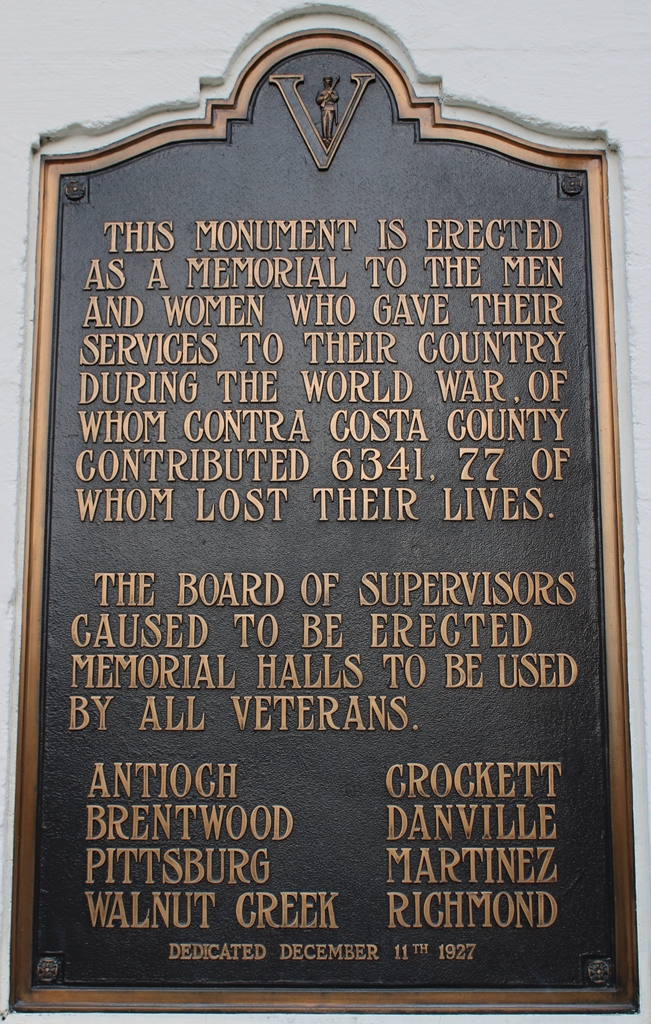 V
THIS MONUMENT IS ERECTED
AS A MEMORIAL TO THE MEN
AND WOMEN WHO GAVE THEIR
SERVICES TO THEIR COUNTRY
DURING THE WORLD WAR, OF
WHOM CONTRA COSTA COUNTY
CONTRIBUTED 6341, 77 OF
WHOM LOST THEIR LIVES.
THE BOARD OF SUPERVISORS
CAUSED TO BE ERECTED
MEMORIAL HALLS TO BE USED
BY ALL VETERANS.
ANTIOCH CROCKETT
BRENTWOOD DANVILLE
PITTSBURG MARTINEZ
WALNUT CREEK RICHMOND
DEDICATED DECEMBER 11TH 1927